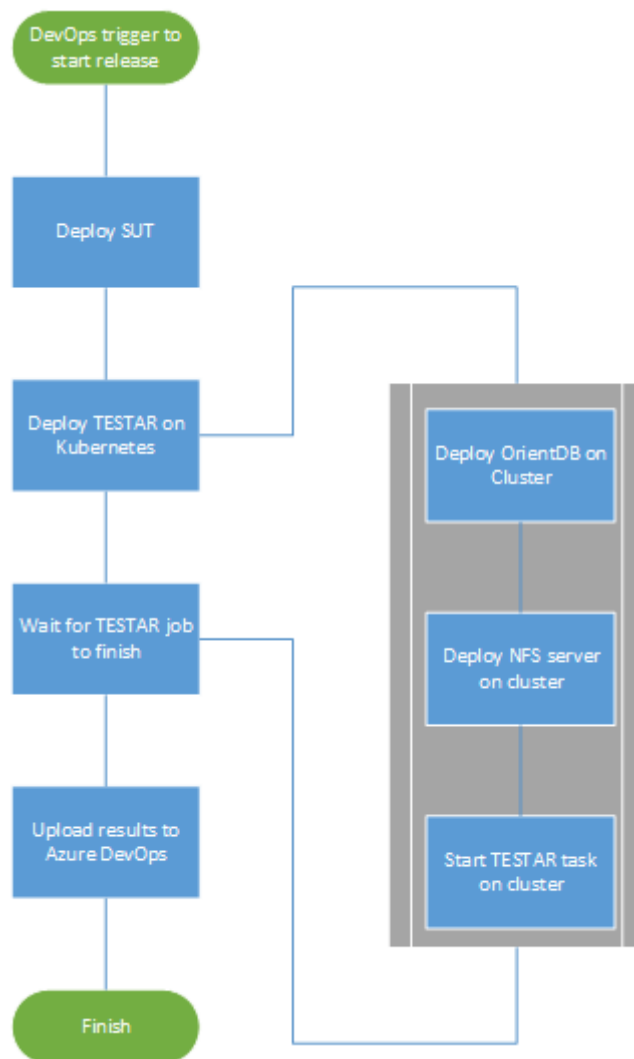 DevOps trigger to
start release
Deploy SUT
Deploy TESTAR on
Kubernetes
Wait for TESTAR job
to finish
Upload results to
Azure DevOps
Finish
Deploy OrientDB on
Cluster
Deploy NFS server
on cluster
Start TESTAR task
on cluster